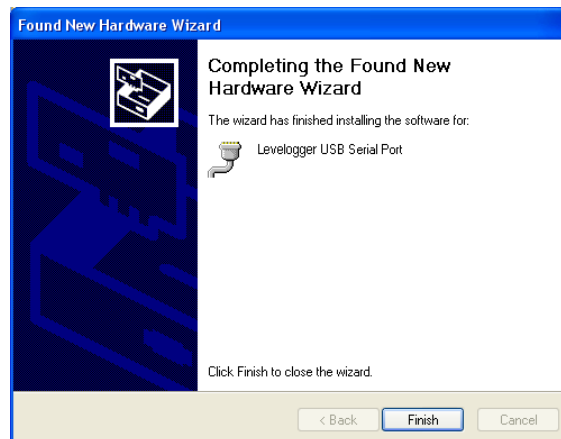 Found New Hardware Wizard
Completing the Found New
Hardware Wizard
The wizard has finished installing the software for:
Levelogger USB Serial Port
Click Finish to close the wizard.
< Back
Finish
Cancel